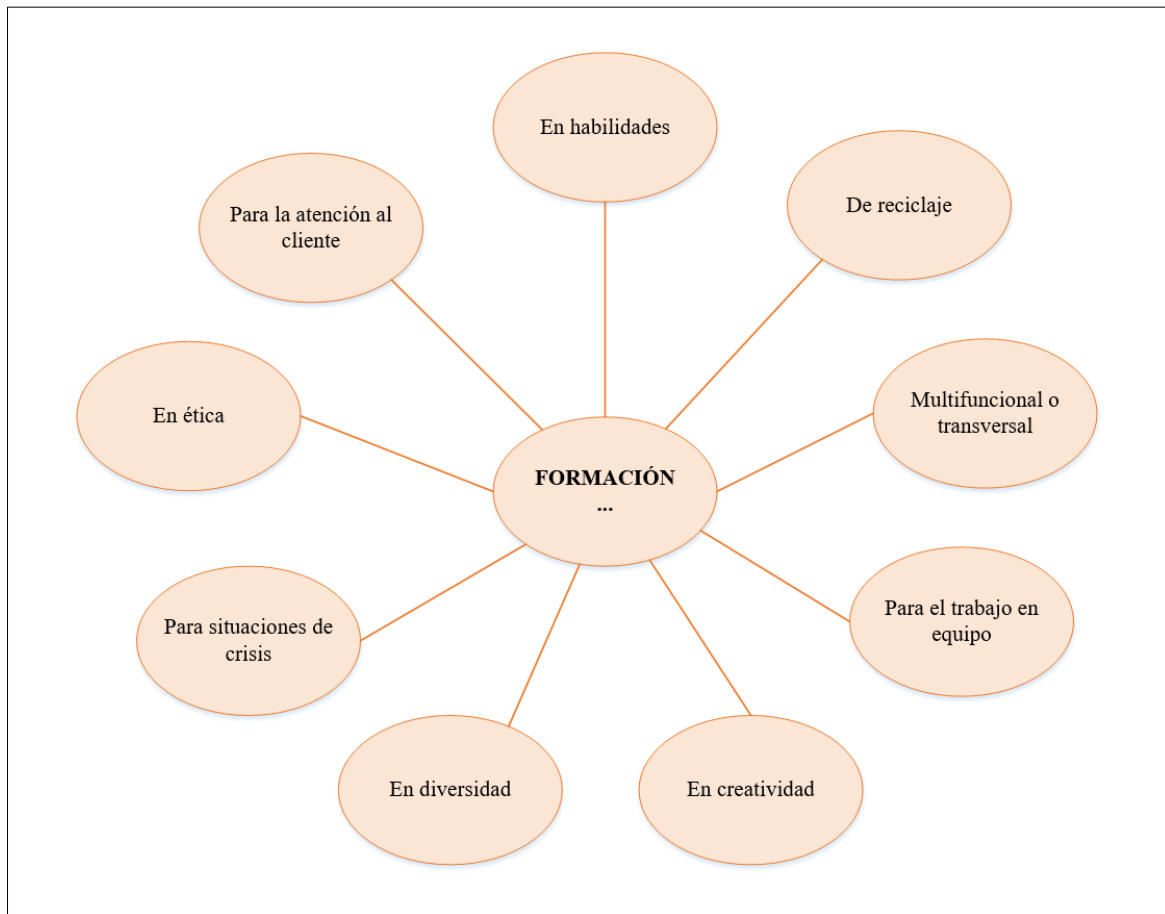 En habilidades
De reciclaje
Multifuncional o
transversal
Para el trabajo en
equipo
En creatividad
En diversidad
Para situaciones de
crisis
En ética
Para la atención al
cliente
FORMACIÓN
...